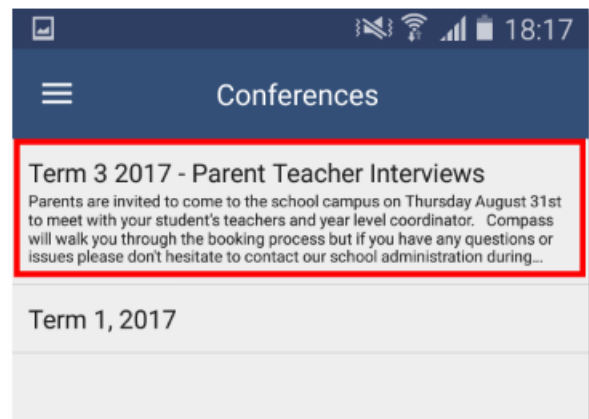 18:17
Conferences
Term 3 2017 - Parent Teacher Interviews
Parents are invited to come to the school campus on Thursday August 31st
to meet with your student's teachers and year level coordinator.   Compass
will walk you through the booking process but if you have any questions or
issues please don't hesitate to contact our school administration during...
Term 1, 2017